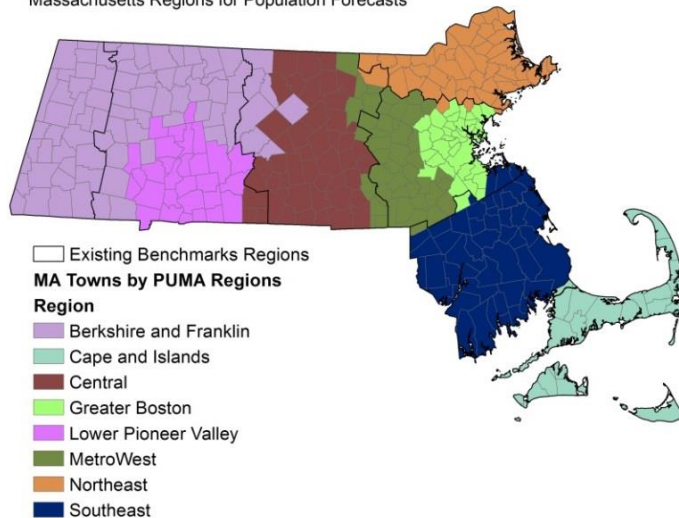 Massachusetts Regions for Population Forecasts
Existing Benchmarks Regions
MA Towns by PUMA Regions
Region
Berkshire and Franklin
Cape and Islands
Central
Greater Boston
Lower Pioneer Valley
MetroWest
Northeast
Southeast